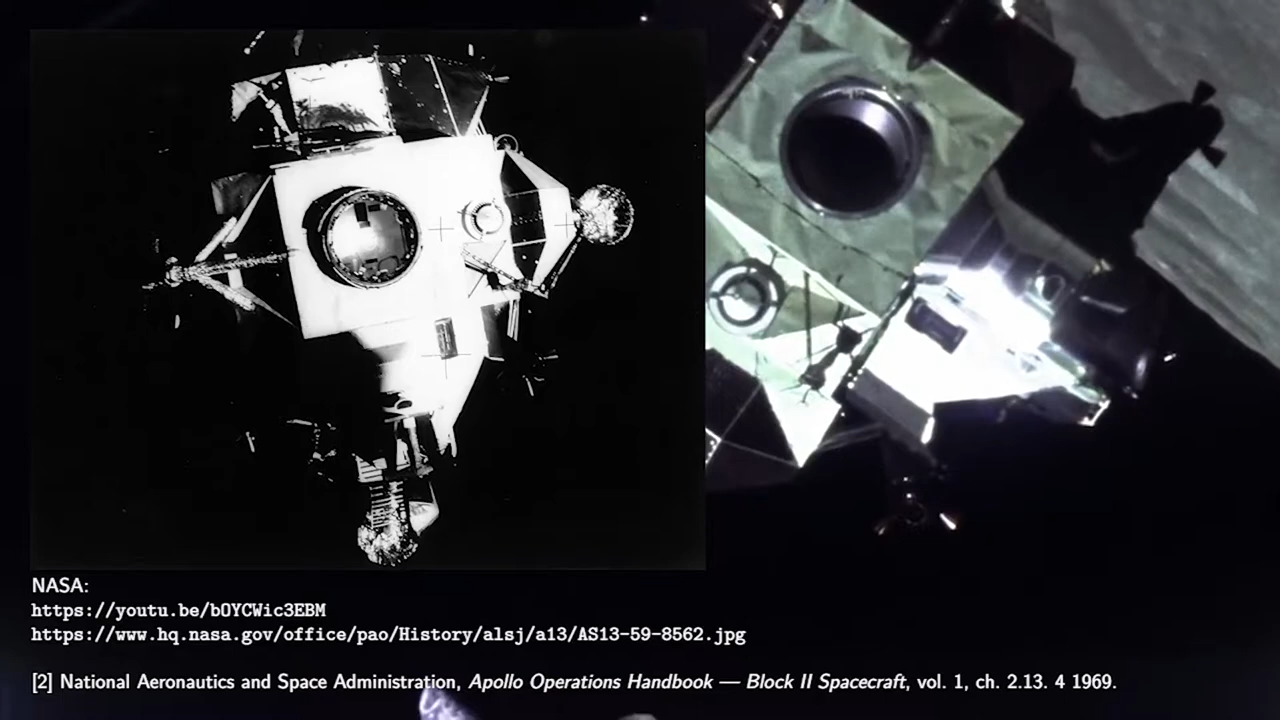 NASA:
https://youtu.be/bOYCWic3EBM
https://www.hq.nasa.gov/office/pao/History/alsj/a13/AS13-59-8562.jpg
[2] National Aeronautics and Space Administration, Apollo Operations Handbook — Block II Spacecraft, vol. 1, ch. 2.13. 4 1969.